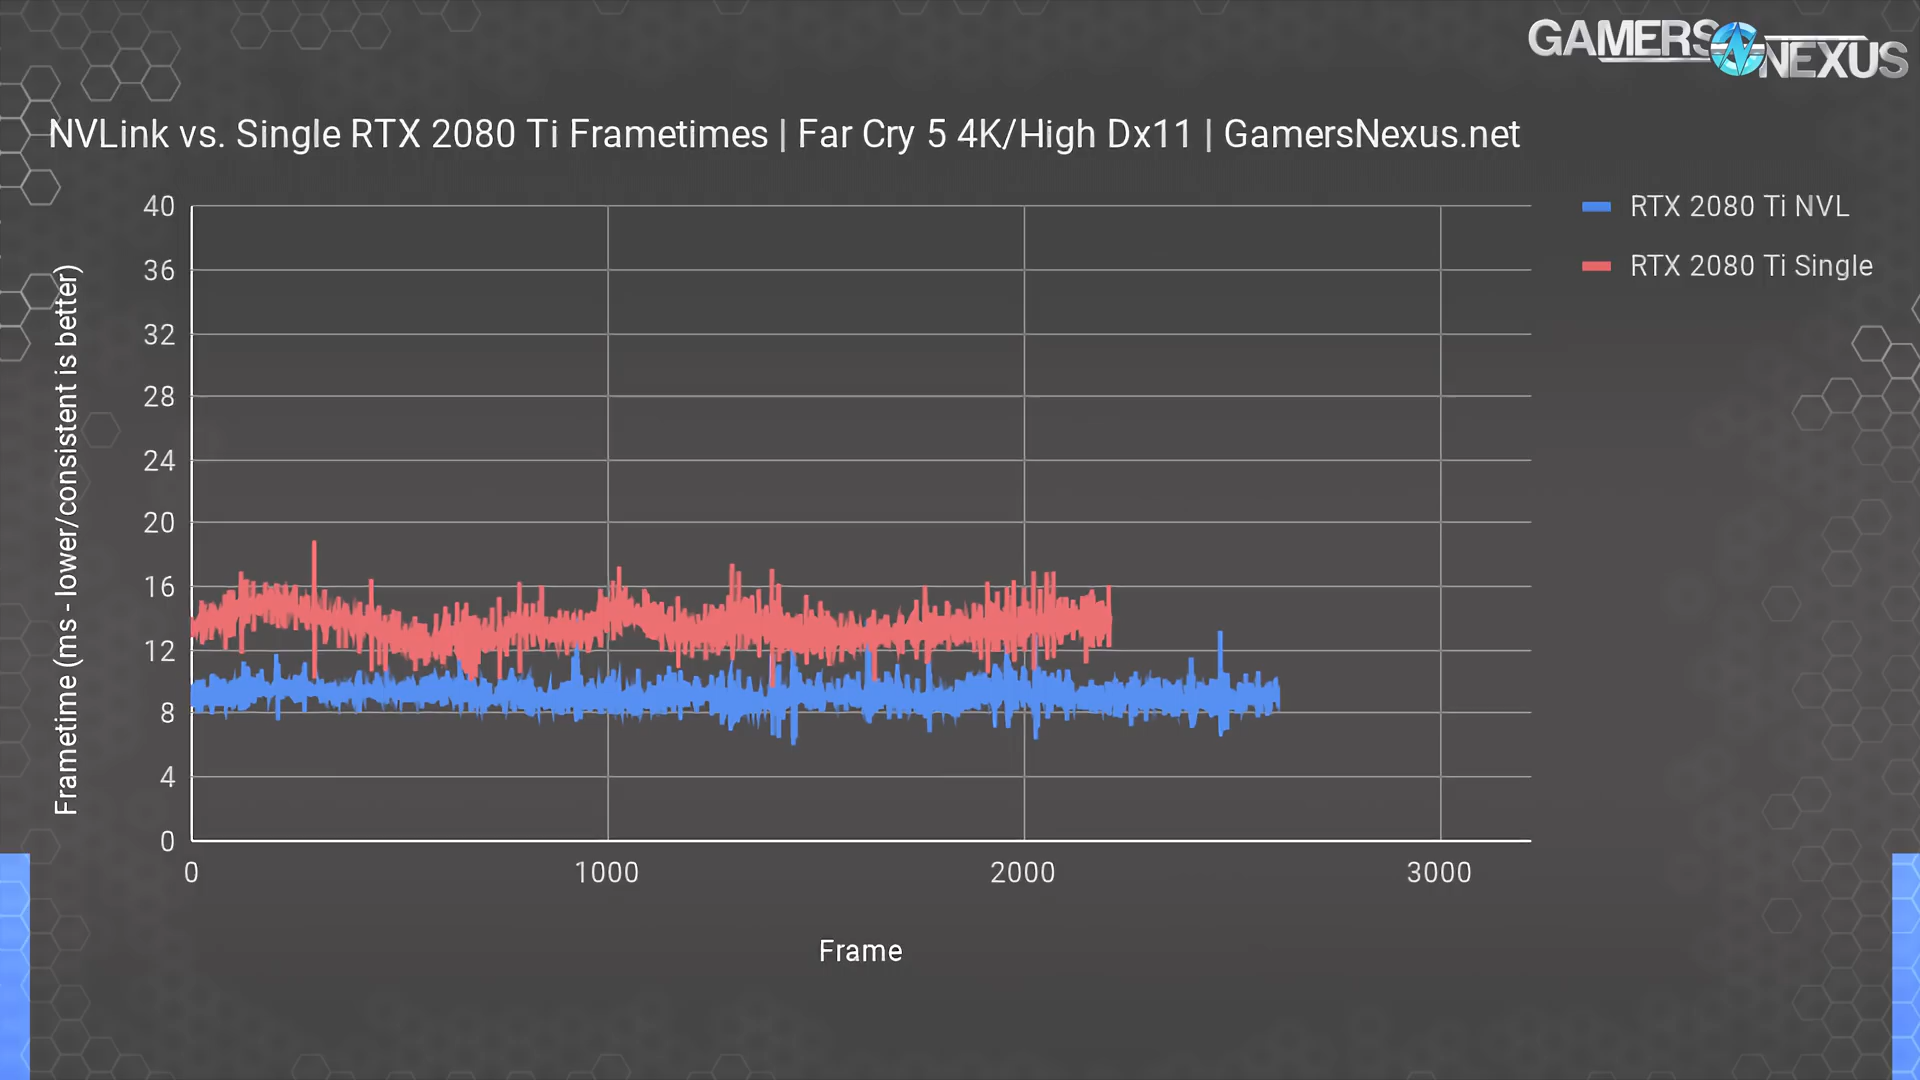 GAMERS NEXUS
NVLink vs. Single RTX 2080 Ti Frametimes | Far Cry 5 4K/High Dx11 | GamersNexus.net
RTX 2080 Ti NVL
RTX 2080 Ti Single
Frametime (ms - lower/consistent is better)
40
36
32
28
24
20
16
12
8
4
0
0 1000 2000 3000
Frame